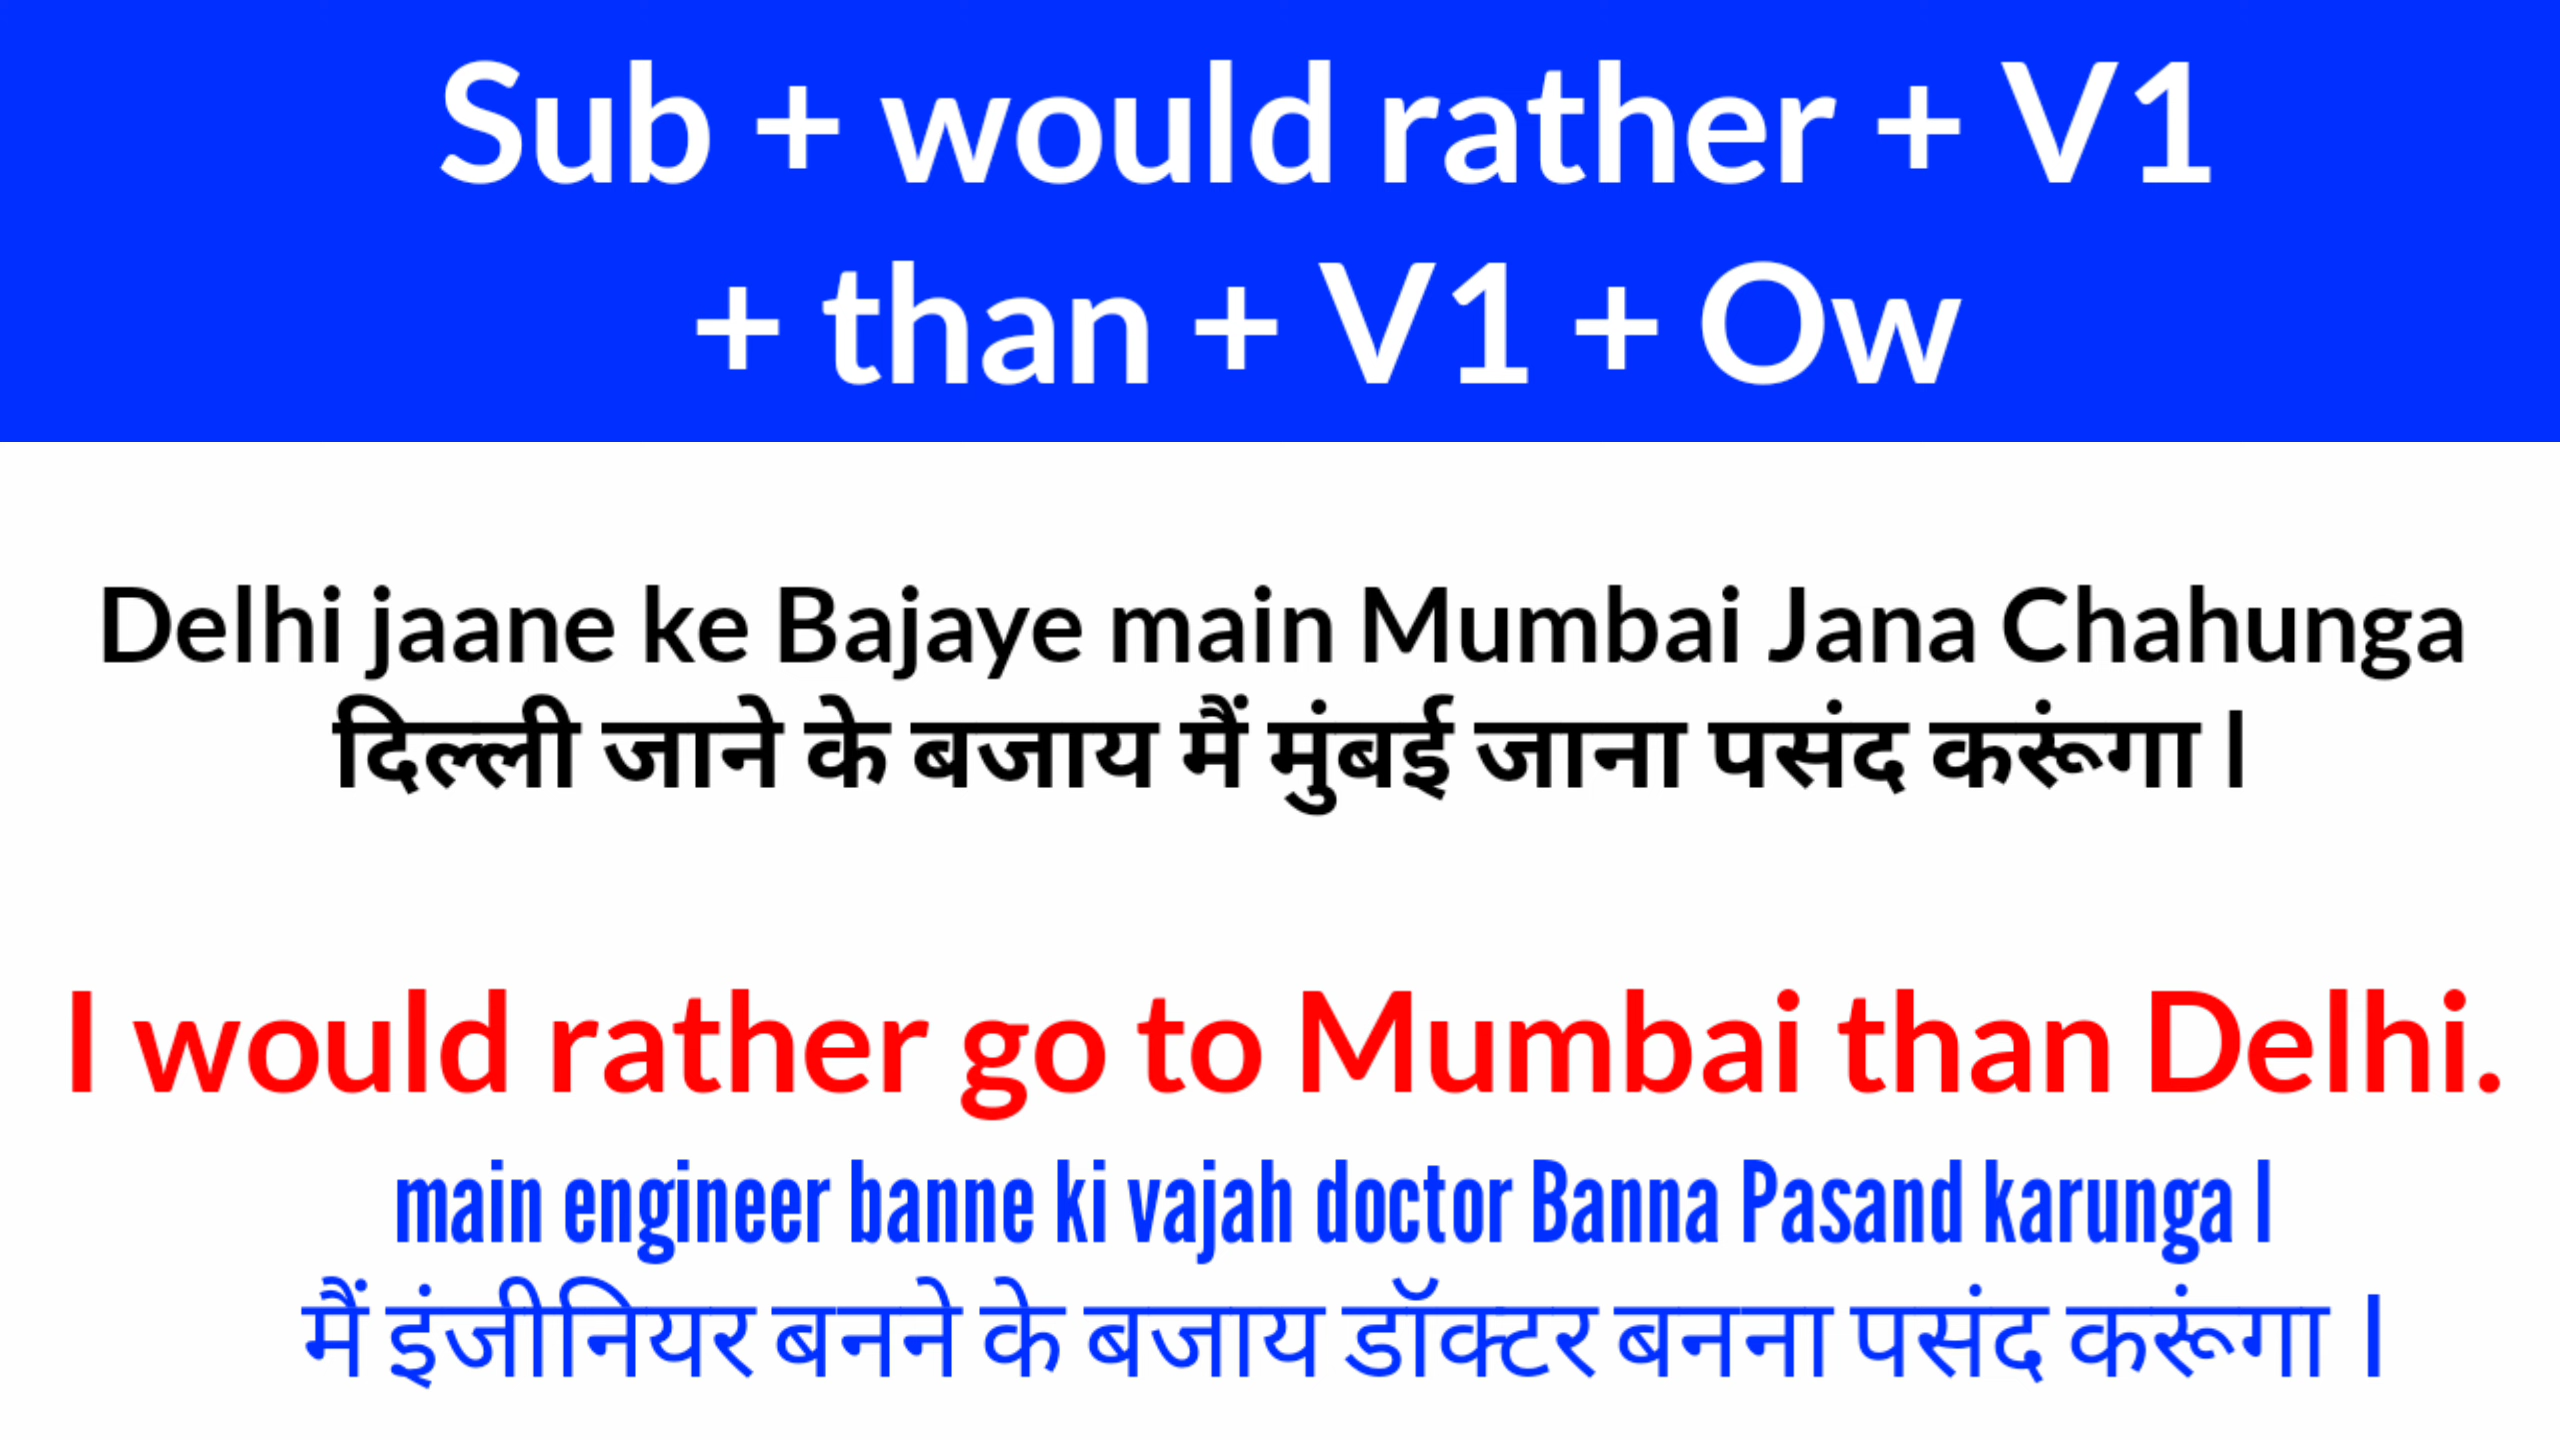 Sub + would rather + V1
+ than + V1 + Ow
Delhi jaane ke Bajaye main Mumbai Jana Chahunga
दिल्ली जाने के बजाय मैं मुंबई जाना पसंद करूंगा l
I would rather go to Mumbai than Delhi.
main engineer banne ki vajah doctor Banna Pasand karunga l
मैं इंजीनियर बनने के बजाय डॉक्टर बनना पसंद करूंगा ।